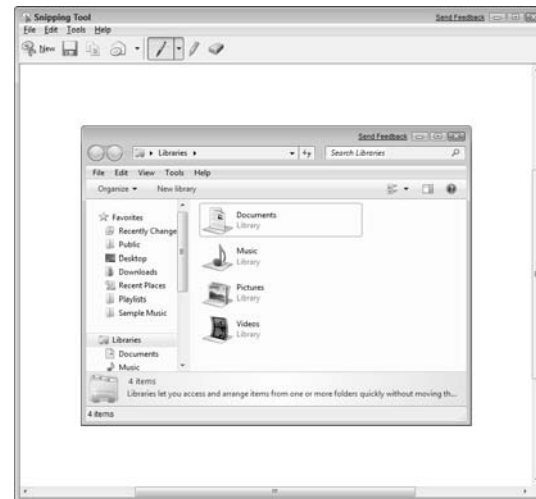 Snipping Tool
Send Feedback
File Edit Tools Help
New
Send Feedback
Libraries
Search Libraries
File Edit View Tools Help
Organize New library
Favorites
Recently Change
Public
Desktop
Downloads
Recent Places
Playlists
Sample Music
Libraries
Documents
Music
Documents
Library
Music
Library
Pictures
Library
Videos
Library
4 items
Libraries let you access and arrange items from one or more folders quickly without moving th...
4 items